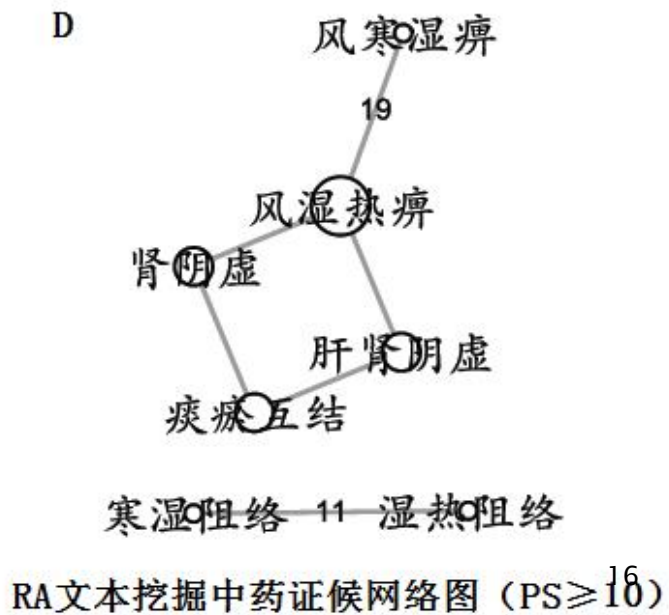 D
风寒湿痹
19
风湿热痹
肾阴虚
肝肾阴虚
痰瘀互结
寒湿阻络 11 湿热阻络
16
RA文本挖掘中药证候网络图（PS≥10）